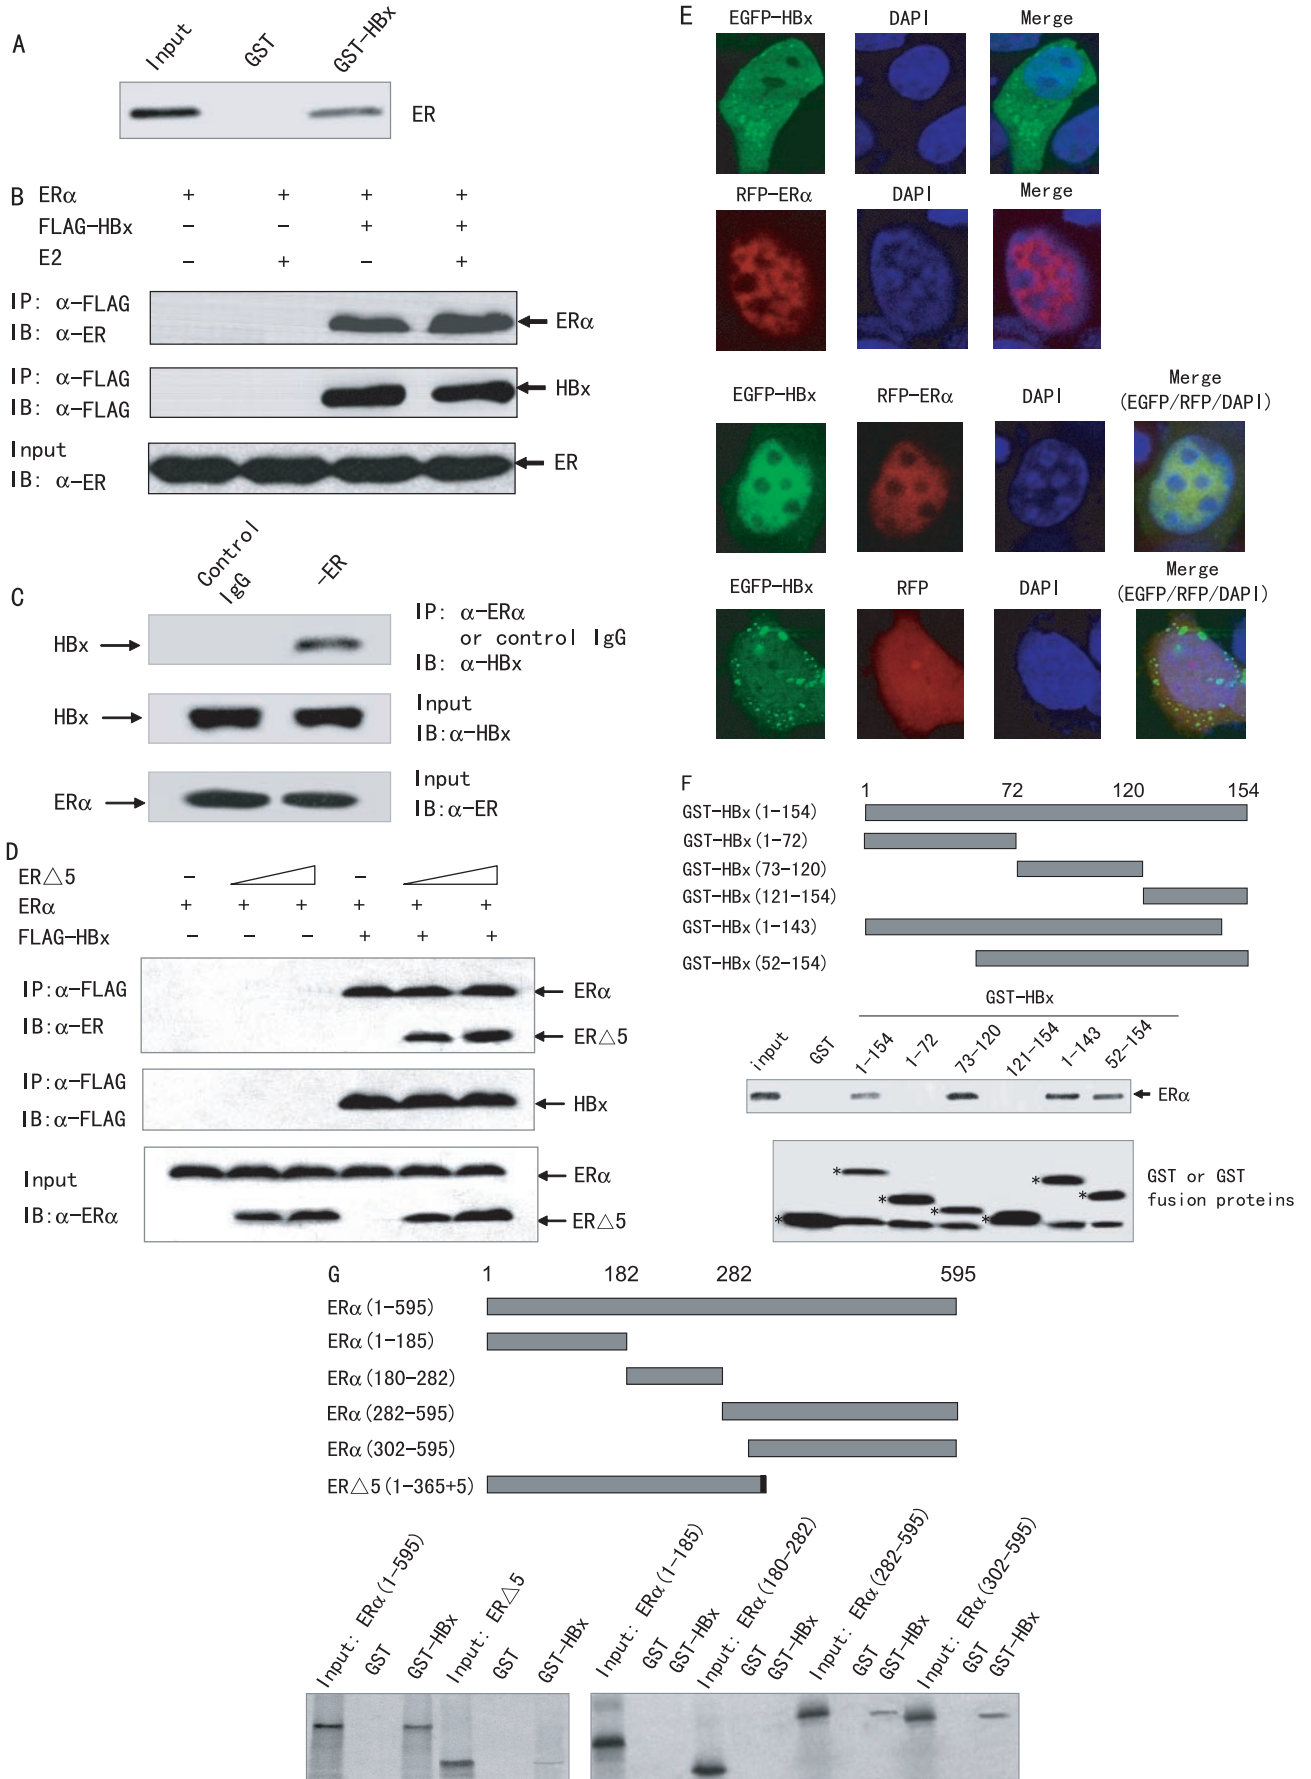 A
Input
GST
GST-HBx
ER
B
ERα + + + +
FLAG-HBx − − + +
E2 − + − +
IP: α-FLAG
IB: α-ER
ERα
IP: α-FLAG
IB: α-FLAG
HBx
Input
IB: α-ER
ER
C
Control
IgG
-ER
HBx
IP: α-ERα
or control IgG
IB: α-HBx
HBx
Input
IB:α-HBx
ERα
Input
IB:α-ER
D
ER△5 − −
ERα + + + + + +
FLAG-HBx − − − + + +
IP:α-FLAG
IB:α-ER
ERα
ER△5
IP:α-FLAG
IB:α-FLAG
HBx
Input
IB:α-ERα
ERα
ER△5
E
EGFP-HBx DAPI Merge
RFP-ERα DAPI Merge
EGFP-HBx RFP-ERα DAPI Merge
(EGFP/RFP/DAPI)
EGFP-HBx RFP DAPI Merge
(EGFP/RFP/DAPI)
F
1 72 120 154
GST-HBx(1-154)
GST-HBx(1-72)
GST-HBx(73-120)
GST-HBx(121-154)
GST-HBx(1-143)
GST-HBx(52-154)
GST-HBx
input
GST
1-154
1-72
73-120
121-154
1-143
52-154
ERα
* * * * * * *
GST or GST
fusion proteins
G
1 182 282 595
ERα(1-595)
ERα(1-185)
ERα(180-282)
ERα(282-595)
ERα(302-595)
ER△5(1-365+5)
Input: ERα(1-595)
GST
GST-HBx
Input: ER△5
GST
GST-HBx
Input: ERα(1-185)
GST
GST-HBx
Input: ERα(180-282)
GST
GST-HBx
Input: ERα(282-595)
GST
GST-HBx
Input: ERα(302-595)
GST
GST-HBx